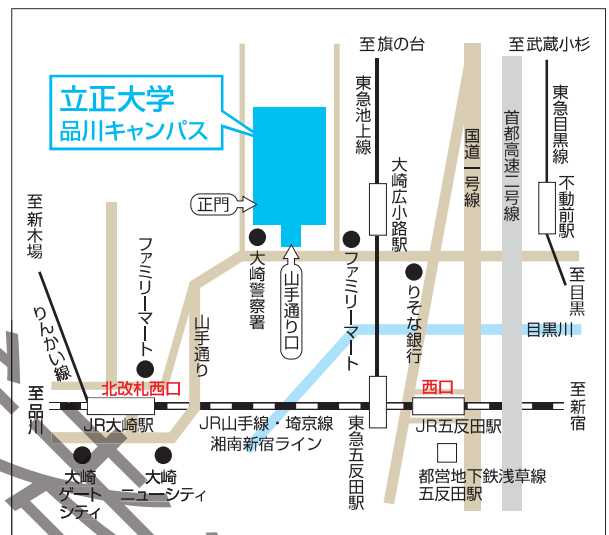 至旗の台
至武蔵小杉
立正大学
品川キャンパス
東急池上線
国道一号線
首都高速二号線
東急目黒線
不動前駅
大崎広小路駅
正門
至新木場
ファミリーマート
大崎警察署
山手通り口
ファミリーマート
りそな銀行
至目黒
目黒川
りんかい線
山手通り
北改札西口
西口
至品川
至新宿
JR大崎駅
JR山手線・埼京線
湘南新宿ライン
東急五反田駅
JR五反田駅
大崎
ゲート
シティ
大崎
ニューシティ
都営地下鉄浅草線
五反田駅